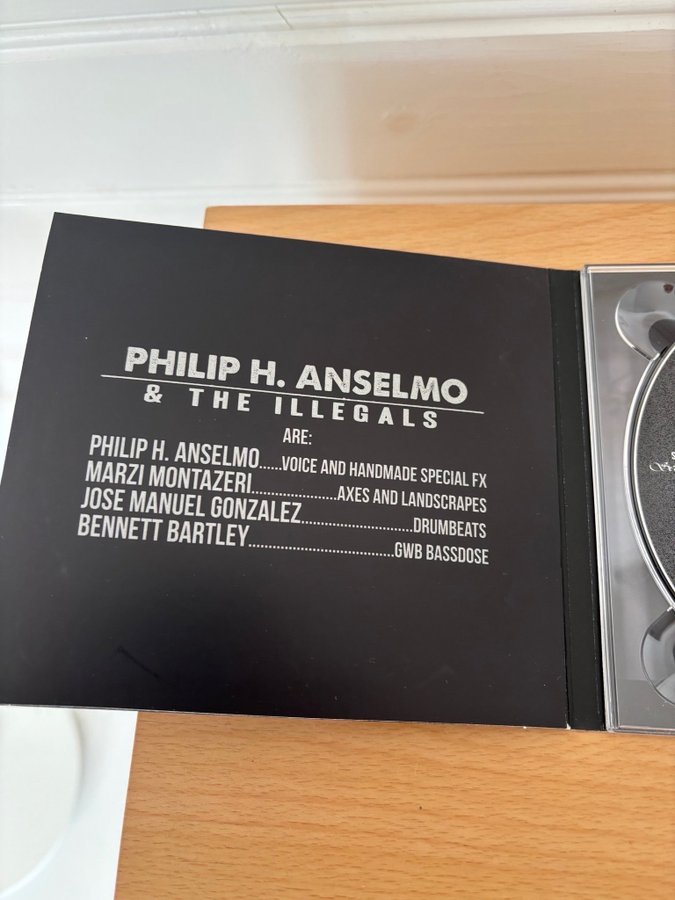 PHILIP H. ANSELMO
& THE ILLEGALS
ARE:
PHILIP H. ANSELMO.....VOICE AND HANDMADE SPECIAL FX
MARZI MONTAZERI.................AXES AND LANDSCAPES
JOSE MANUEL GONZALEZ......................DRUMBEATS
BENNETT BARTLEY.............................GWB BASSDOSE